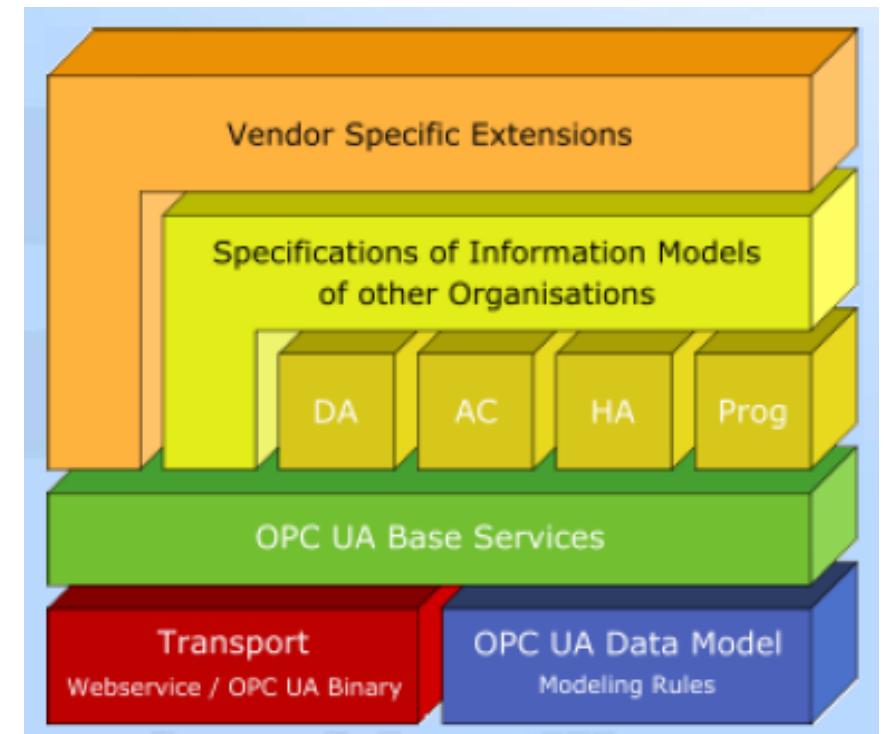 Vendor Specific Extensions
Specifications of Information Models
of other Organisations
DA
AC
HA
Prog
OPC UA Base Services
Transport
Webservice / OPC UA Binary
OPC UA Data Model
Modeling Rules